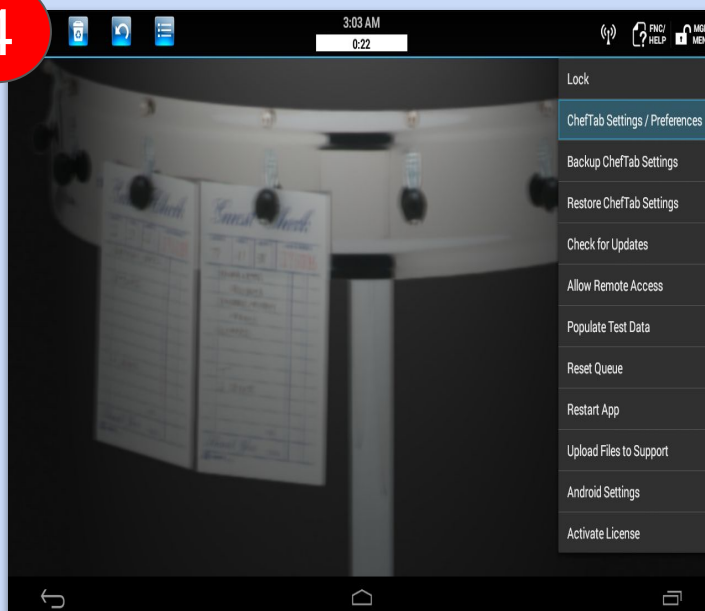 4
3:03 AM
0:22
FNC/
HELP
Lock
ChefTab Settings / Preferences
Backup ChefTab Settings
Restore ChefTab Settings
Check for Updates
Allow Remote Access
Populate Test Data
Reset Queue
Restart App
Upload Files to Support
Android Settings
Activate License
Guest Check